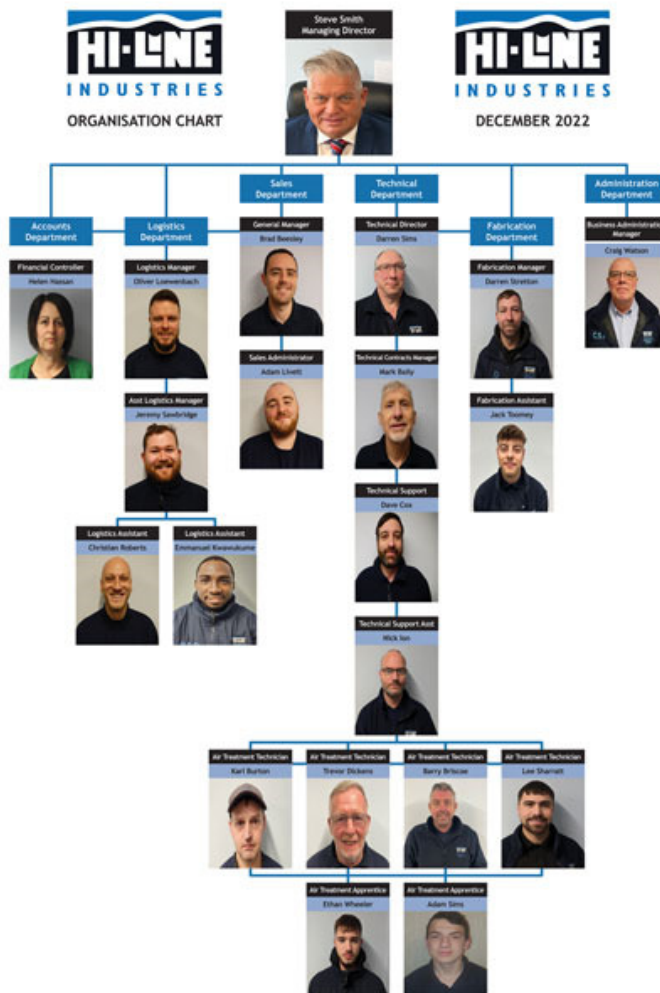 Steve Smith
Managing Director
HI-LINE
INDUSTRIES
ORGANISATION CHART
HI-LINE
INDUSTRIES
DECEMBER 2022
Sales
Department
Technical
Department
Administration
Department
Accounts
Department
Logistics
Department
General Manager
Brad Beesley
Technical Director
Darren Sims
Fabrication
Department
Business Administration
Manager
Craig Watson
Financial Controller
Helen Hassan
Logistics Manager
Oliver Loewenbach
Fabrication Manager
Darren Stretton
Sales Administrator
Adam Livett
Technical Contracts Manager
Mark Baily
Asst Logistics Manager
Jeremy Sawbridge
Fabrication Assistant
Jack Toomey
Technical Support
Dave Cox
Logistics Assistant
Christian Roberts
Logistics Assistant
Emmanuel Kwawukume
Technical Support Asst
Nick Ion
Air Treatment Technician
Karl Burton
Air Treatment Technician
Trevor Dickens
Air Treatment Technician
Barry Briscoe
Air Treatment Technician
Lee Sharratt
Air Treatment Apprentice
Ethan Wheeler
Air Treatment Apprentice
Adam Sims